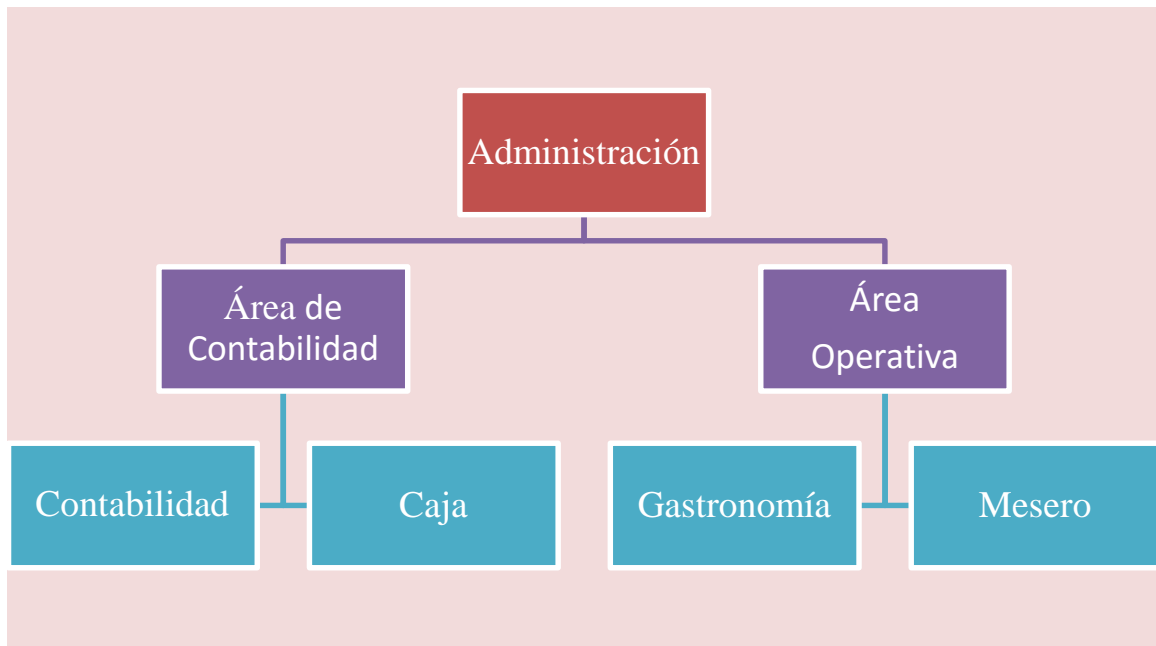 Administración
Área de
Contabilidad
Área
Operativa
Contabilidad
Caja
Gastronomía
Mesero